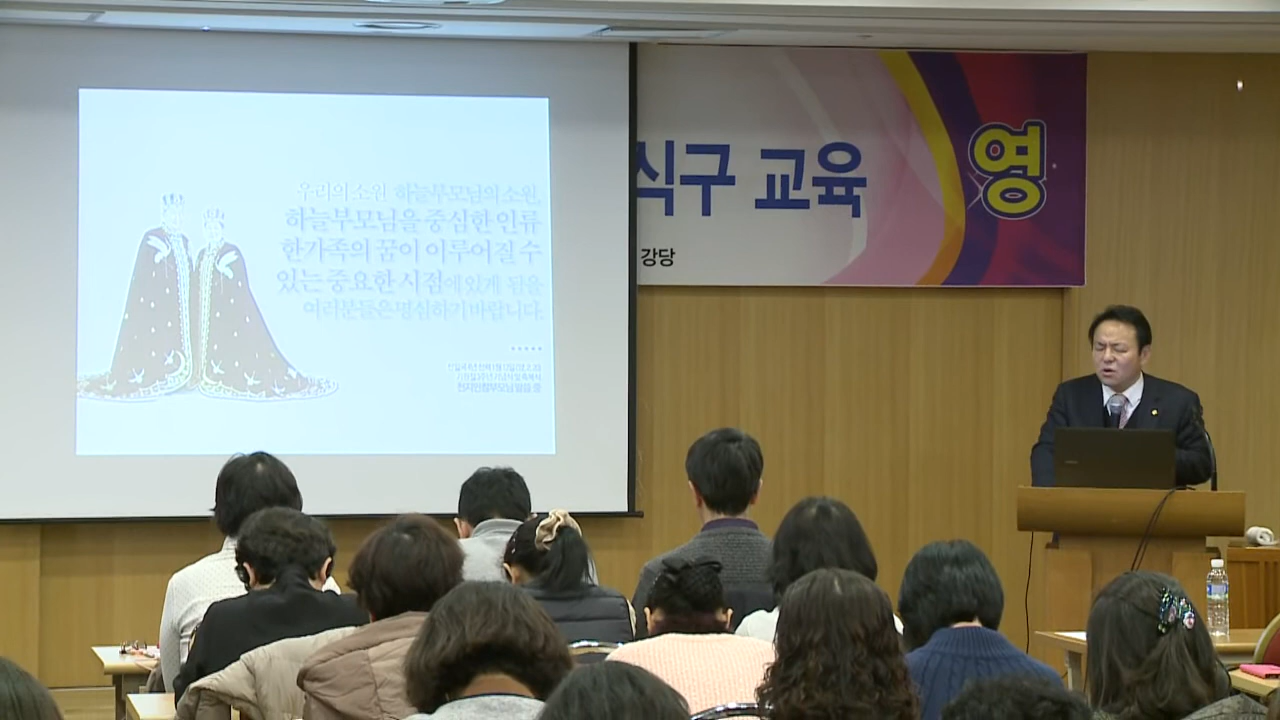 우리의 소원 하늘부모님의 소원,
하늘부모님을 중심한 인류
한가족의 꿈이 이루어질 수
있는 중요한 시점에 있게 됨을
여러분들은 명심하기 바랍니다.
식구 교육
영
강당